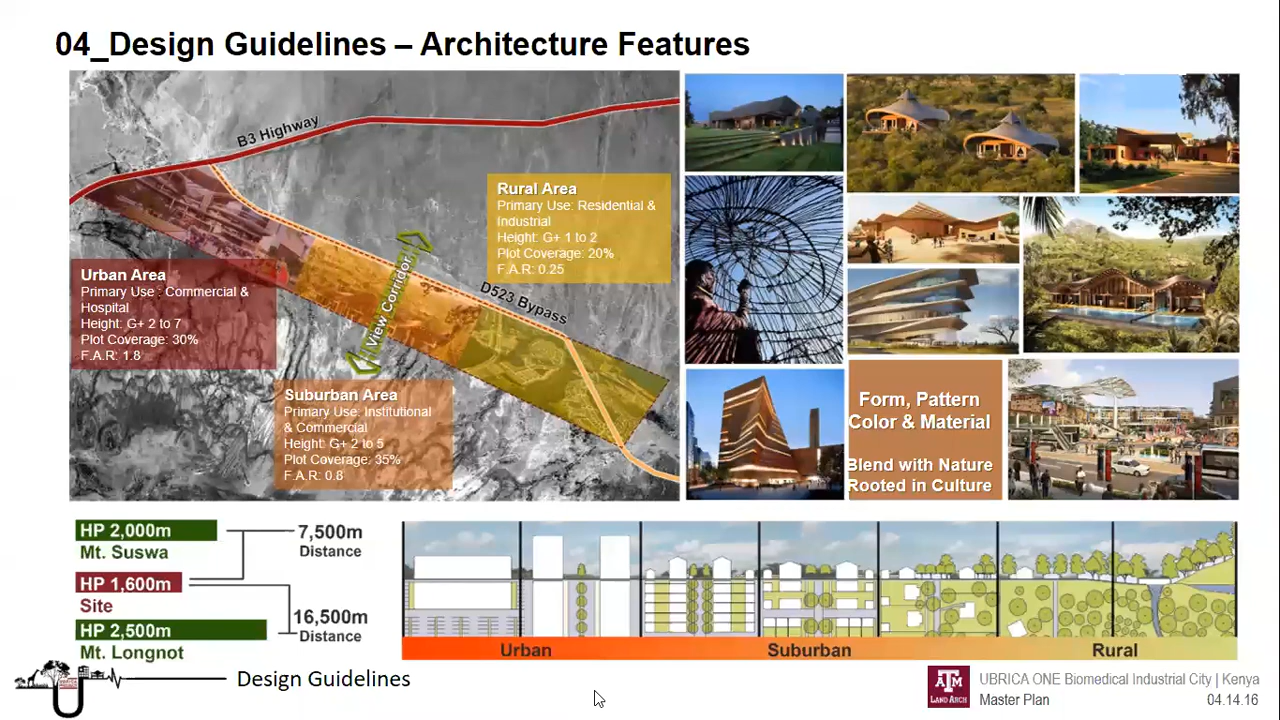 04_Design Guidelines – Architecture Features
B3 Highway
Rural Area
Primary Use: Residential &
Industrial
Height: G+ 1 to 2
Plot Coverage: 20%
F.A.R: 0.25
Urban Area
Primary Use : Commercial &
Hospital
Height: G+ 2 to 7
Plot Coverage: 30%
F.A.R: 1.8
View Corridor
D523 Bypass
Suburban Area
Primary Use: Institutional
& Commercial
Height: G+ 2 to 5
Plot Coverage: 35%
F.A.R: 0.8
Form, Pattern
Color & Material
Blend with Nature
Rooted in Culture
HP 2,000m
Mt. Suswa
7,500m
Distance
HP 1,600m
Site
16,500m
Distance
HP 2,500m
Mt. Longnot
Urban
Suburban
Rural
Design Guidelines
ATM
LAND ARCH
UBRICA ONE Biomedical Industrial City | Kenya
Master Plan
04.14.16